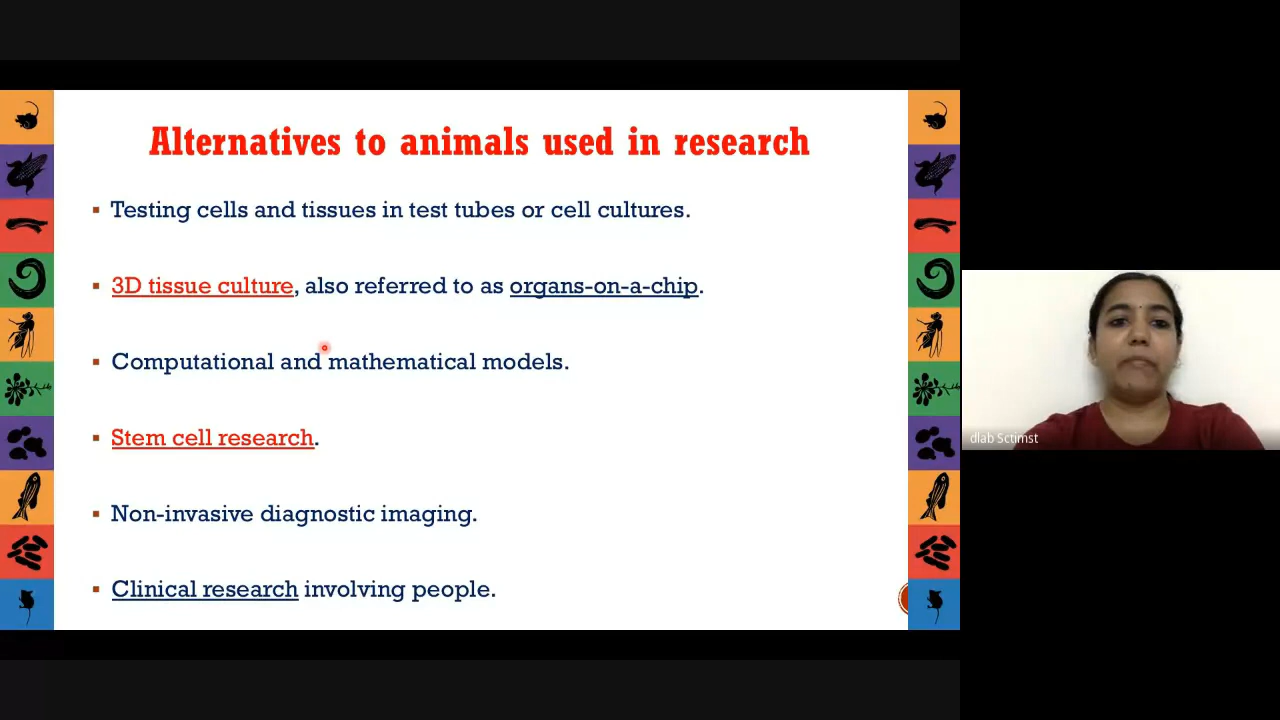 Alternatives to animals used in research
Testing cells and tissues in test tubes or cell cultures.
3D tissue culture, also referred to as organs-on-a-chip.
Computational and mathematical models.
Stem cell research.
Non-invasive diagnostic imaging.
Clinical research involving people.
dlab Sctimst